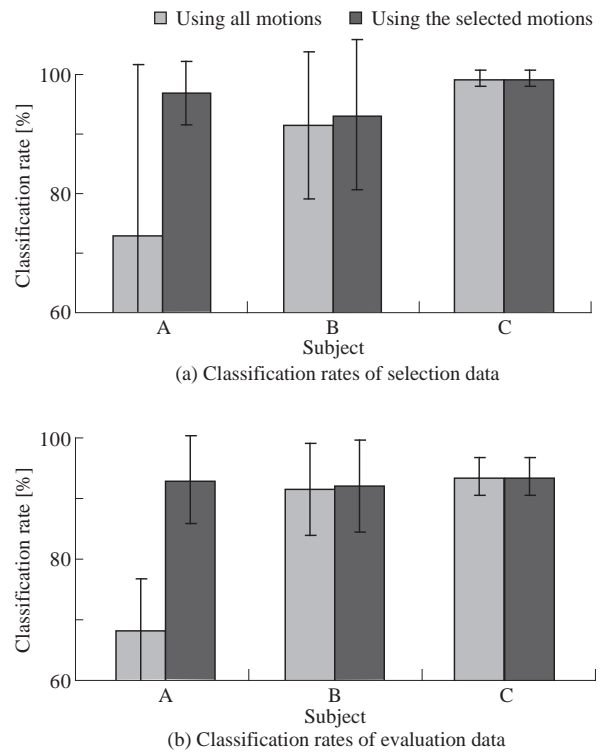 Using all motions Using the selected motions
Classification rate [%]
100
80
60
A B C
Subject
(a) Classification rates of selection data
Classification rate [%]
100
80
60
A B C
Subject
(b) Classification rates of evaluation data